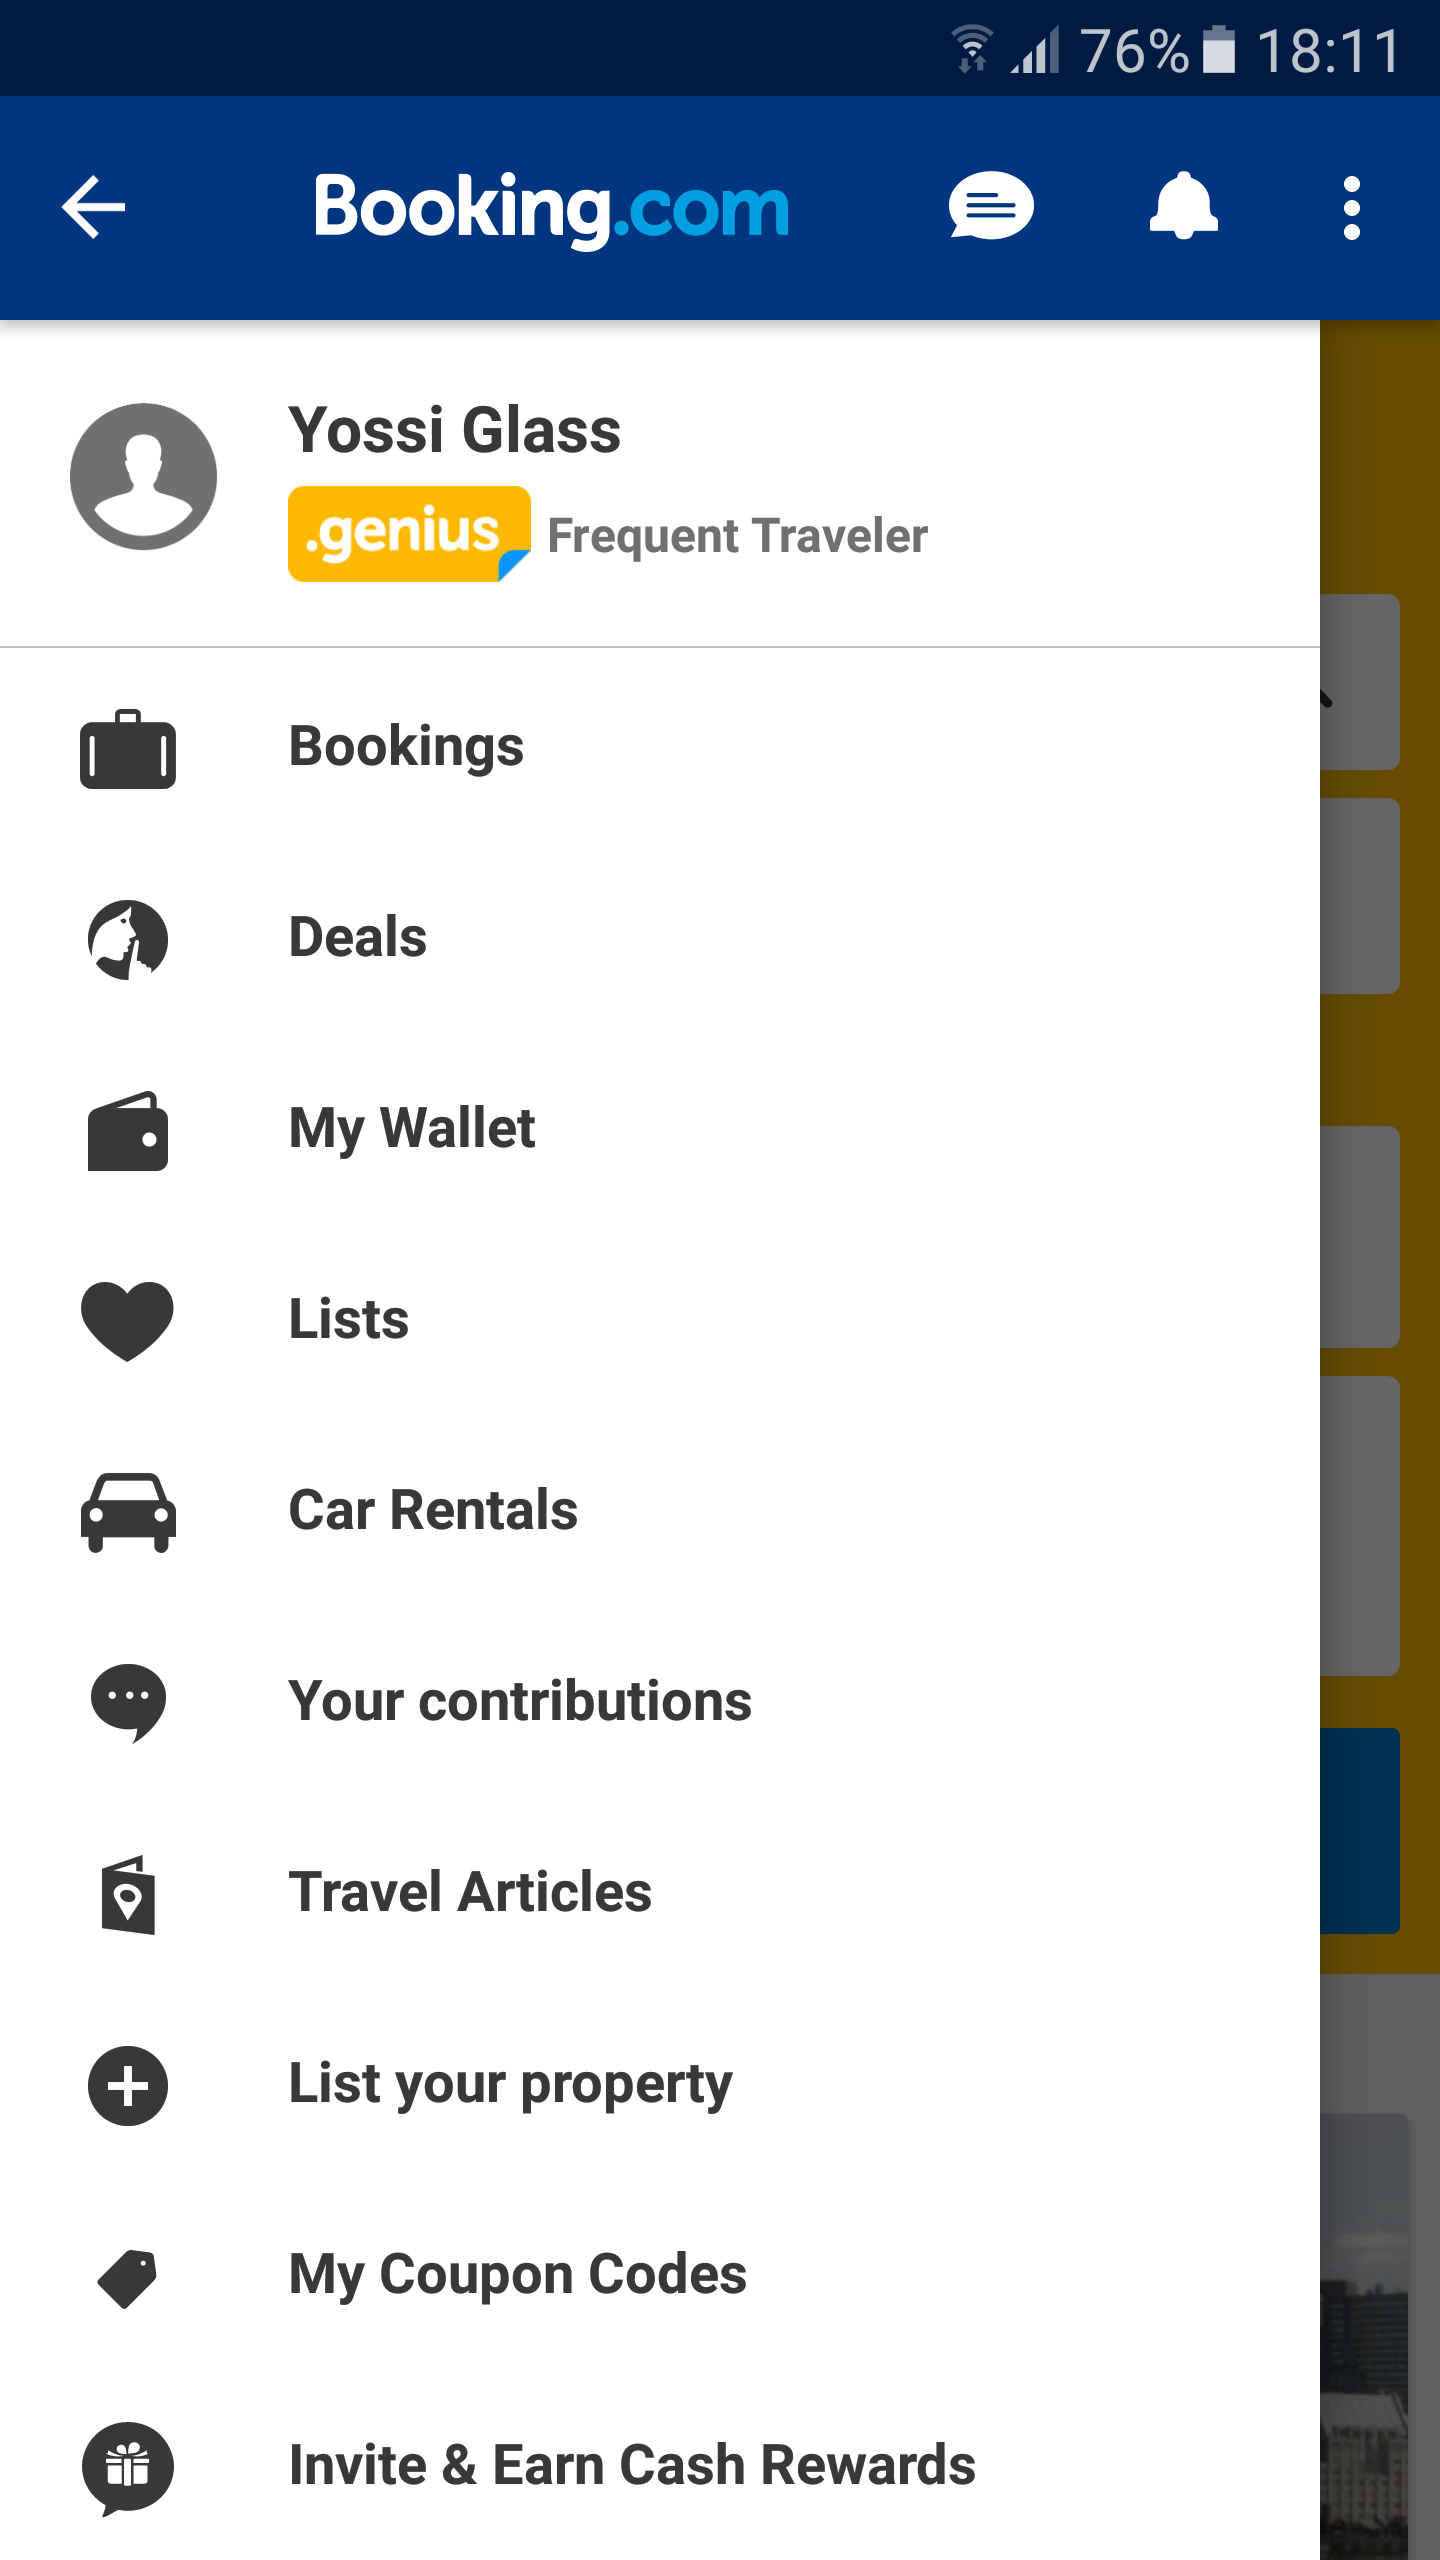 76% 18:11
Booking.com
Yossi Glass
.genius Frequent Traveler
Bookings
Deals
My Wallet
Lists
Car Rentals
Your contributions
Travel Articles
List your property
My Coupon Codes
Invite & Earn Cash Rewards